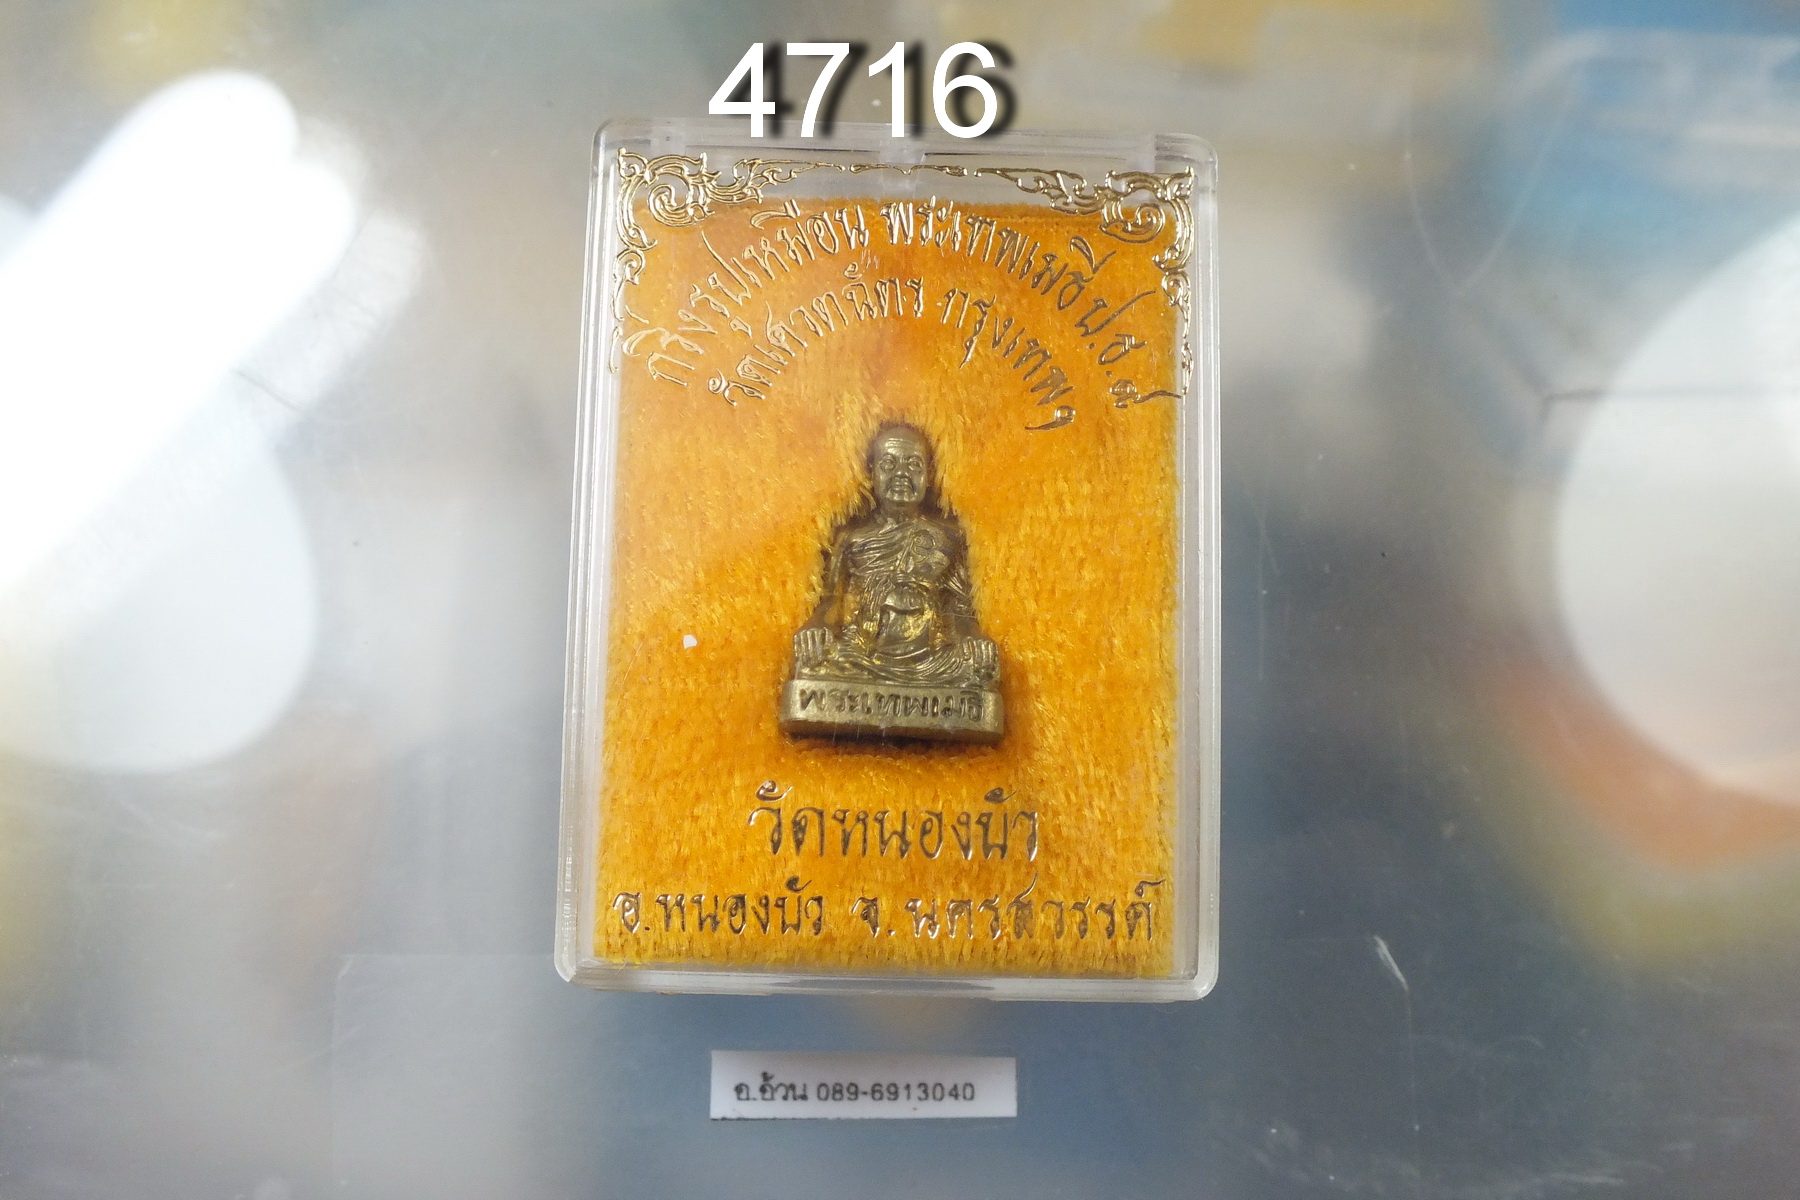 4716
กริ่งรูปเหมือน พระเทพเมธี ป.ธ.๙
วัดเศวตฉัตร กรุงเทพฯ
พระเทพเมธี
วัดหนองบัว
อ.หนองบัว จ.นครสวรรค์
อ.อ้วน 089-6913040